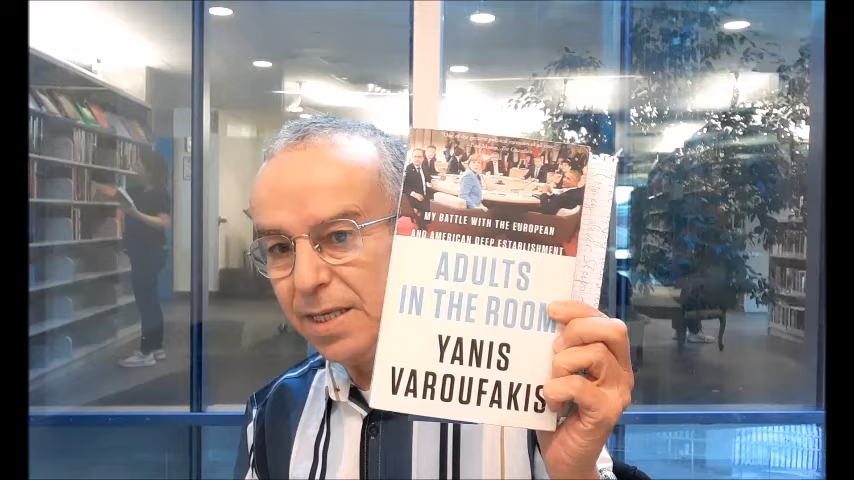 MY BATTLE WITH THE EUROPEAN
AND AMERICAN DEEP ESTABLISHMENT
ADULTS
IN THE ROOM
YANIS
VAROUFAKIS